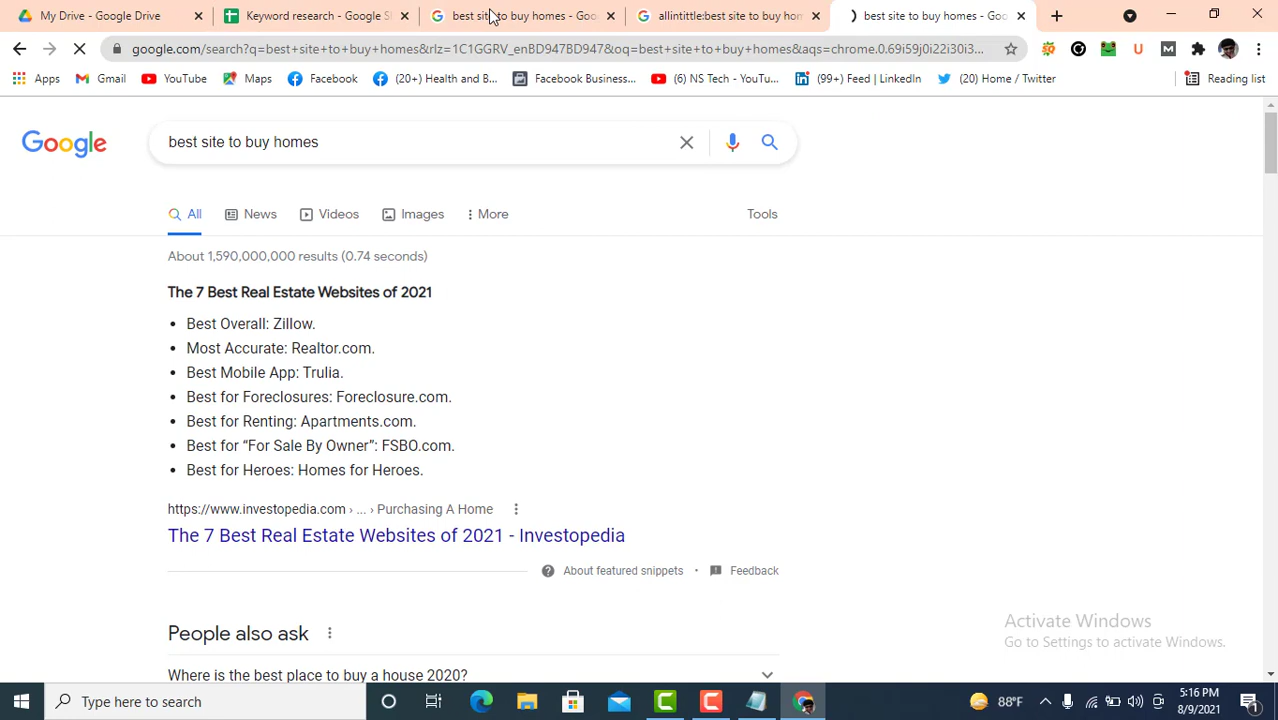 My Drive - Google Drive
Keyword research - Google S
best site to buy homes - Goo
allintittle:best site to buy hom
best site to buy homes - Goo
google.com/search?q=best+site+to+buy+homes&rlz=1C1GGRV_enBD947BD947&oq=best+site+to+buy+homes&aqs=chrome.0.69i59j0i22i30i3...
Apps
Gmail
YouTube
Maps
Facebook
(20+) Health and B...
Facebook Business...
(6) NS Tech - YouTu...
(99+) Feed | LinkedIn
(20) Home / Twitter
Reading list
Google
best site to buy homes
All
News
Videos
Images
More
Tools
About 1,590,000,000 results (0.74 seconds)
The 7 Best Real Estate Websites of 2021
• Best Overall: Zillow.
• Most Accurate: Realtor.com.
• Best Mobile App: Trulia.
• Best for Foreclosures: Foreclosure.com.
• Best for Renting: Apartments.com.
• Best for “For Sale By Owner”: FSBO.com.
• Best for Heroes: Homes for Heroes.
https://www.investopedia.com › ... › Purchasing A Home
The 7 Best Real Estate Websites of 2021 - Investopedia
About featured snippets • Feedback
People also ask
Where is the best place to buy a house 2020?
Activate Windows
Go to Settings to activate Windows.
Type here to search
88°F
5:16 PM
8/9/2021